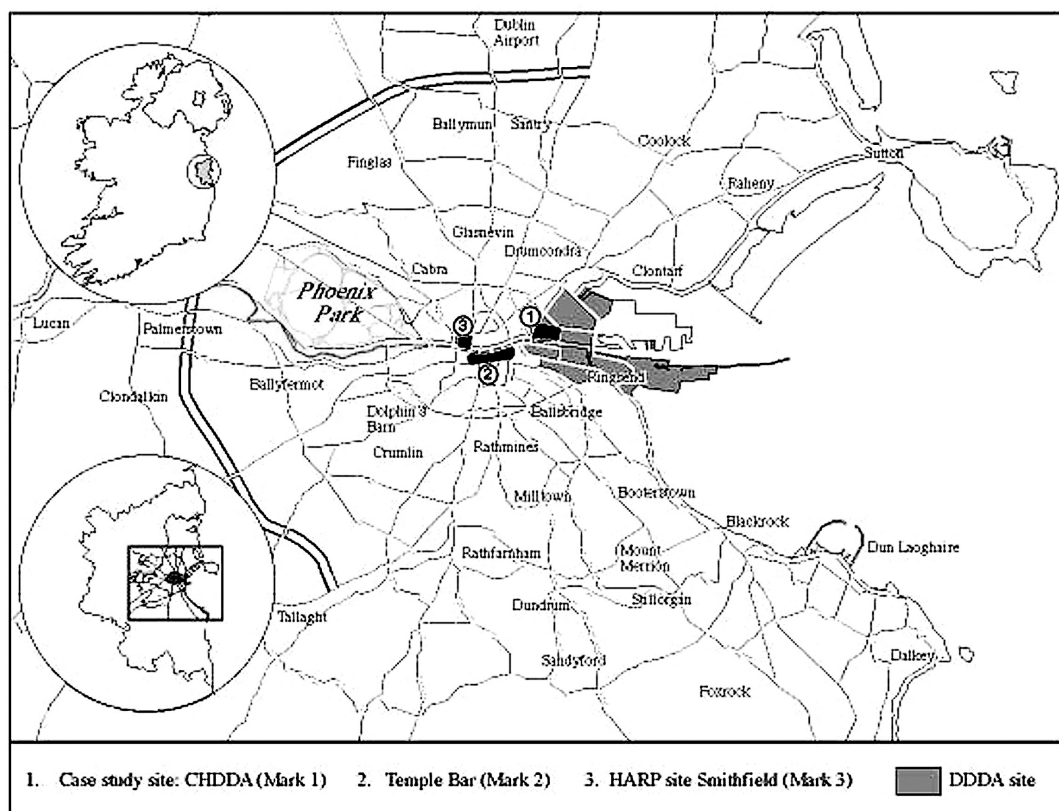 Dublin
Airport
Ballymun
Santry
Coolock
Finglas
Sutton
Raheny
Glasnevin
Drumcondra
Cabra
Clontarf
Phoenix
Park
1
3
Lucan
Palmerstown
2
Ballyfermot
Ringsend
Clondalkin
Dolphin's
Barn
Ballsbridge
Crumlin
Rathmines
Milltown
Booterstown
Blackrock
Rathfarnham
Mount
Merrion
Dun Laoghaire
Dundrum
Stillorgan
Tallaght
Sandyford
Dalkey
Foxrock
1. Case study site: CHDDA (Mark 1) 2. Temple Bar (Mark 2) 3. HARP site Smithfield (Mark 3) DDDA site